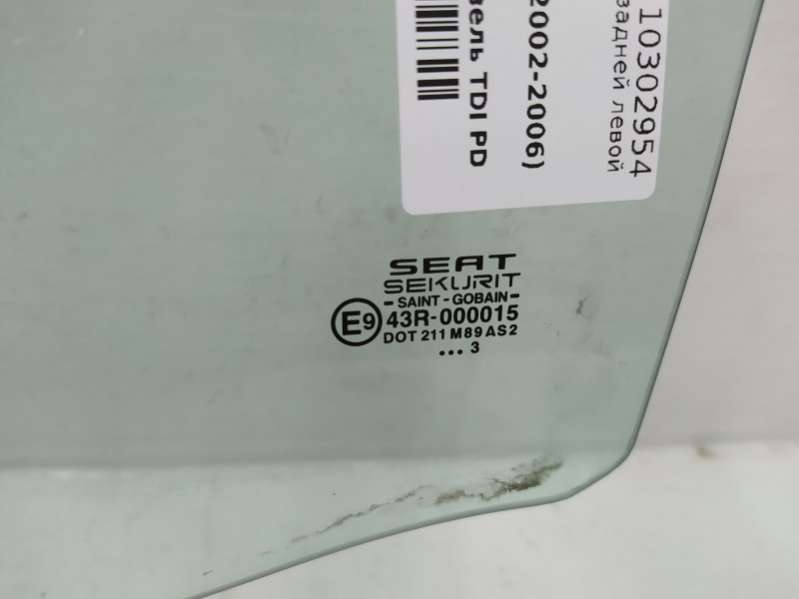 10302954
задней левой
2002-2006)
TDI PD
SEAT
SEKURIT
- SAINT - GOBAIN -
E9 43R-000015
DOT 211 M89 AS2
... 3